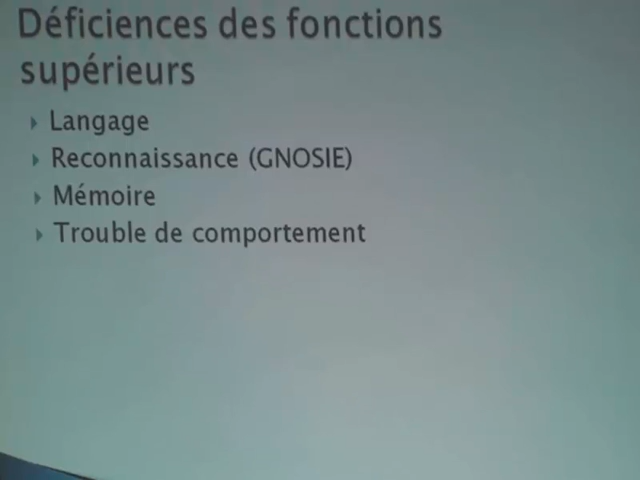 Déficiences des fonctions
supérieurs
Langage
Reconnaissance (GNOSIE)
Mémoire
Trouble de comportement